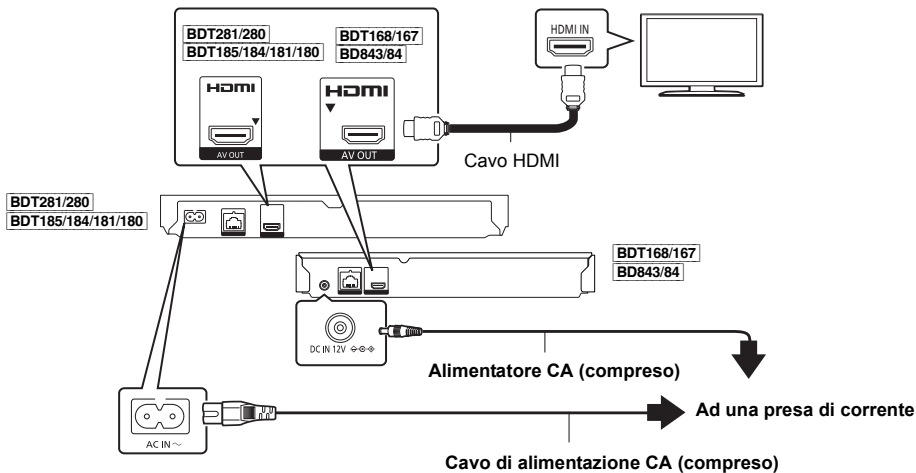 BDT281/280
BDT185/184/181/180
BDT168/167
BD843/84
HDMI
AV OUT
HDMI
AV OUT
HDMI IN
Cavo HDMI
BDT281/280
BDT185/184/181/180
BDT168/167
BD843/84
DC IN 12V
Alimentatore CA (compreso)
Ad una presa di corrente
AC IN ~
Cavo di alimentazione CA (compreso)